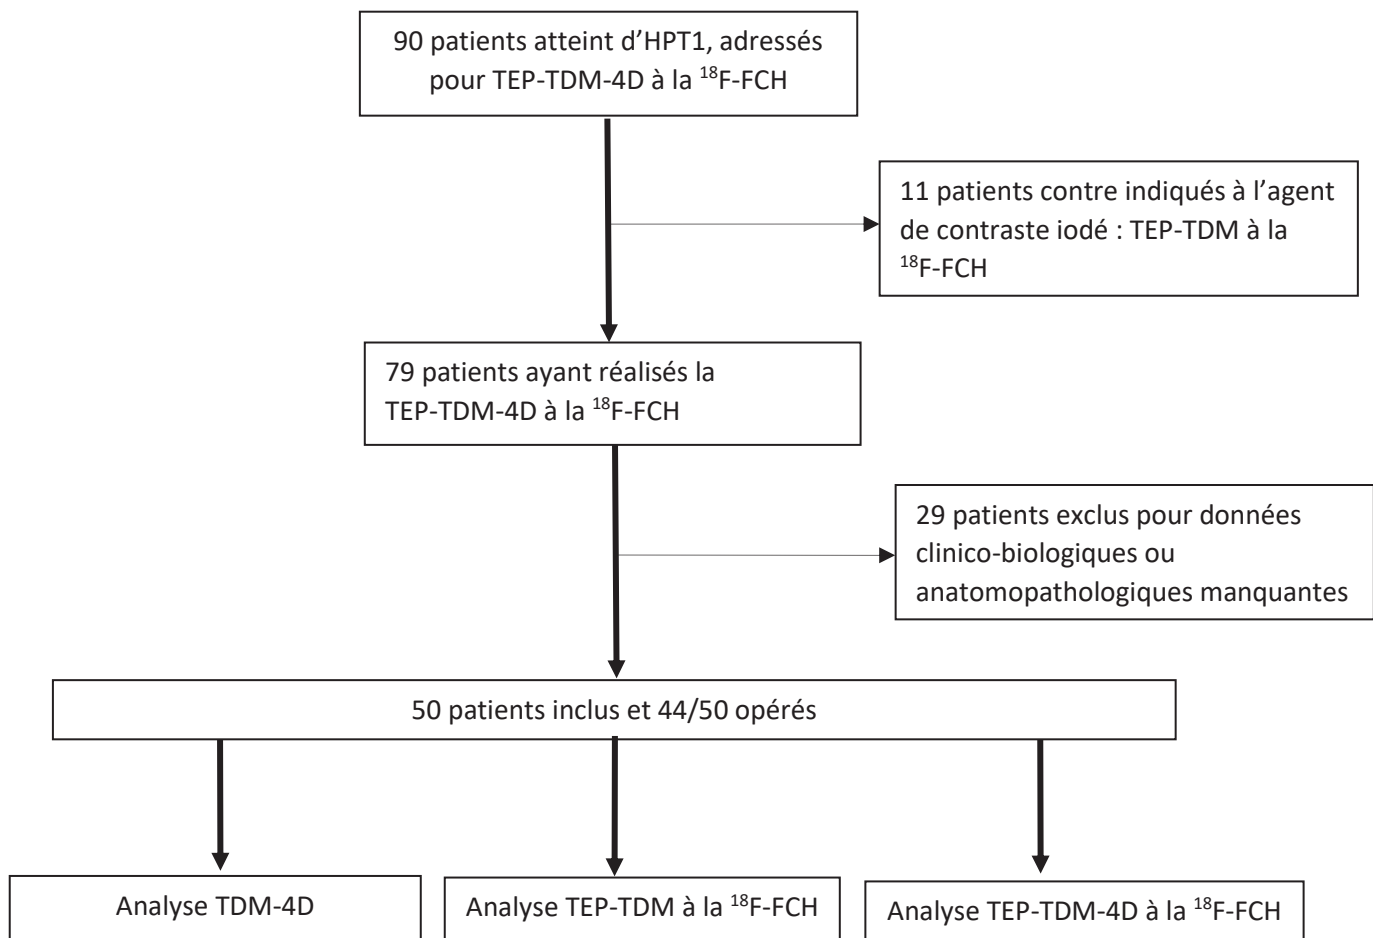 90 patients atteint d’HPT1, adressés
pour TEP-TDM-4D à la ¹⁸F-FCH
11 patients contre indiqués à l’agent
de contraste iodé : TEP-TDM à la
¹⁸F-FCH
79 patients ayant réalisés la
TEP-TDM-4D à la ¹⁸F-FCH
29 patients exclus pour données
clinico-biologiques ou
anatomopathologiques manquantes
50 patients inclus et 44/50 opérés
Analyse TDM-4D
Analyse TEP-TDM à la ¹⁸F-FCH
Analyse TEP-TDM-4D à la ¹⁸F-FCH